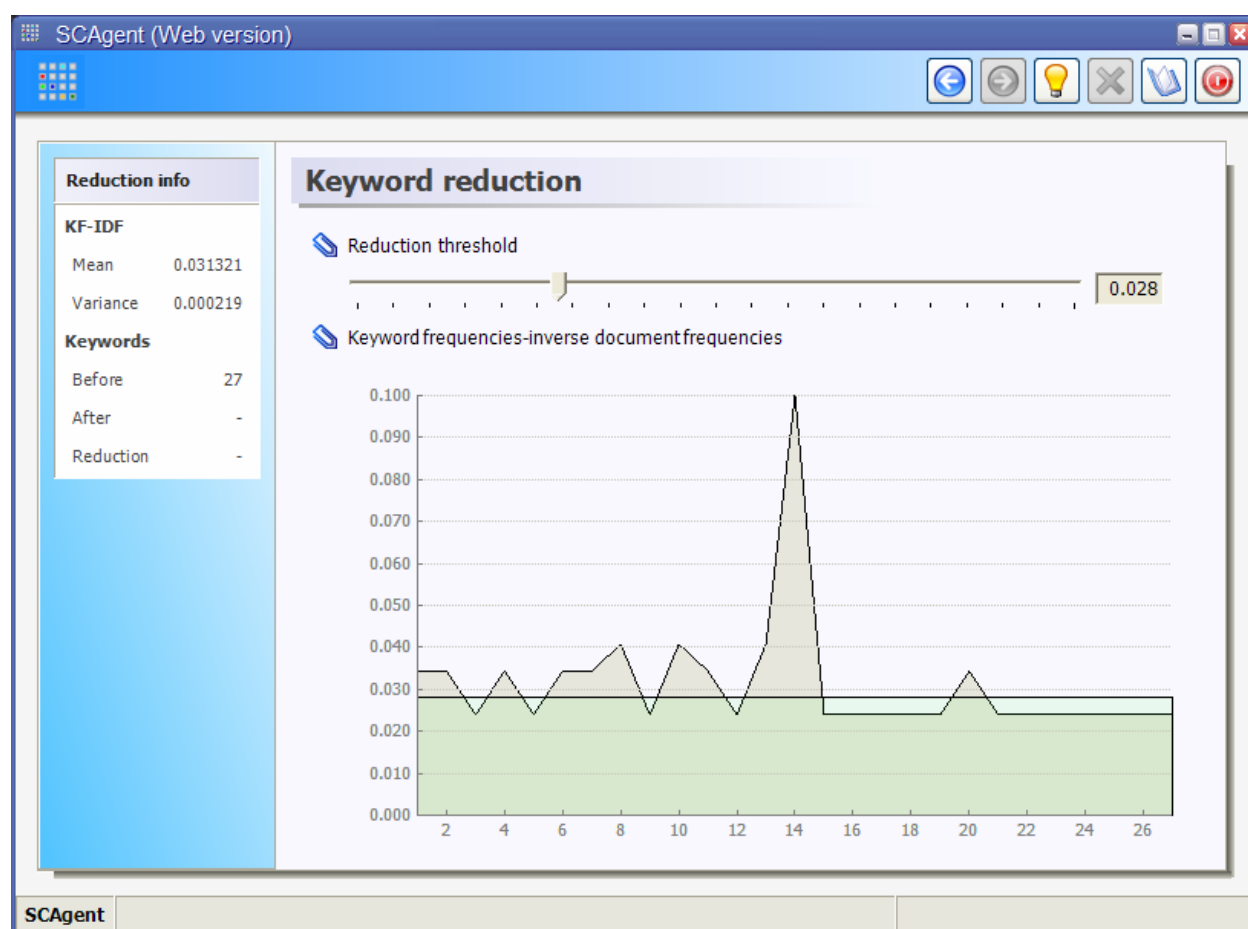 SCAgent (Web version)
Reduction info
KF-IDF
Mean 0.031321
Variance 0.000219
Keywords
Before 27
After -
Reduction -
Keyword reduction
Reduction threshold
0.028
Keyword frequencies-inverse document frequencies
0.100
0.090
0.080
0.070
0.060
0.050
0.040
0.030
0.020
0.010
0.000
2 4 6 8 10 12 14 16 18 20 22 24 26
SCAgent